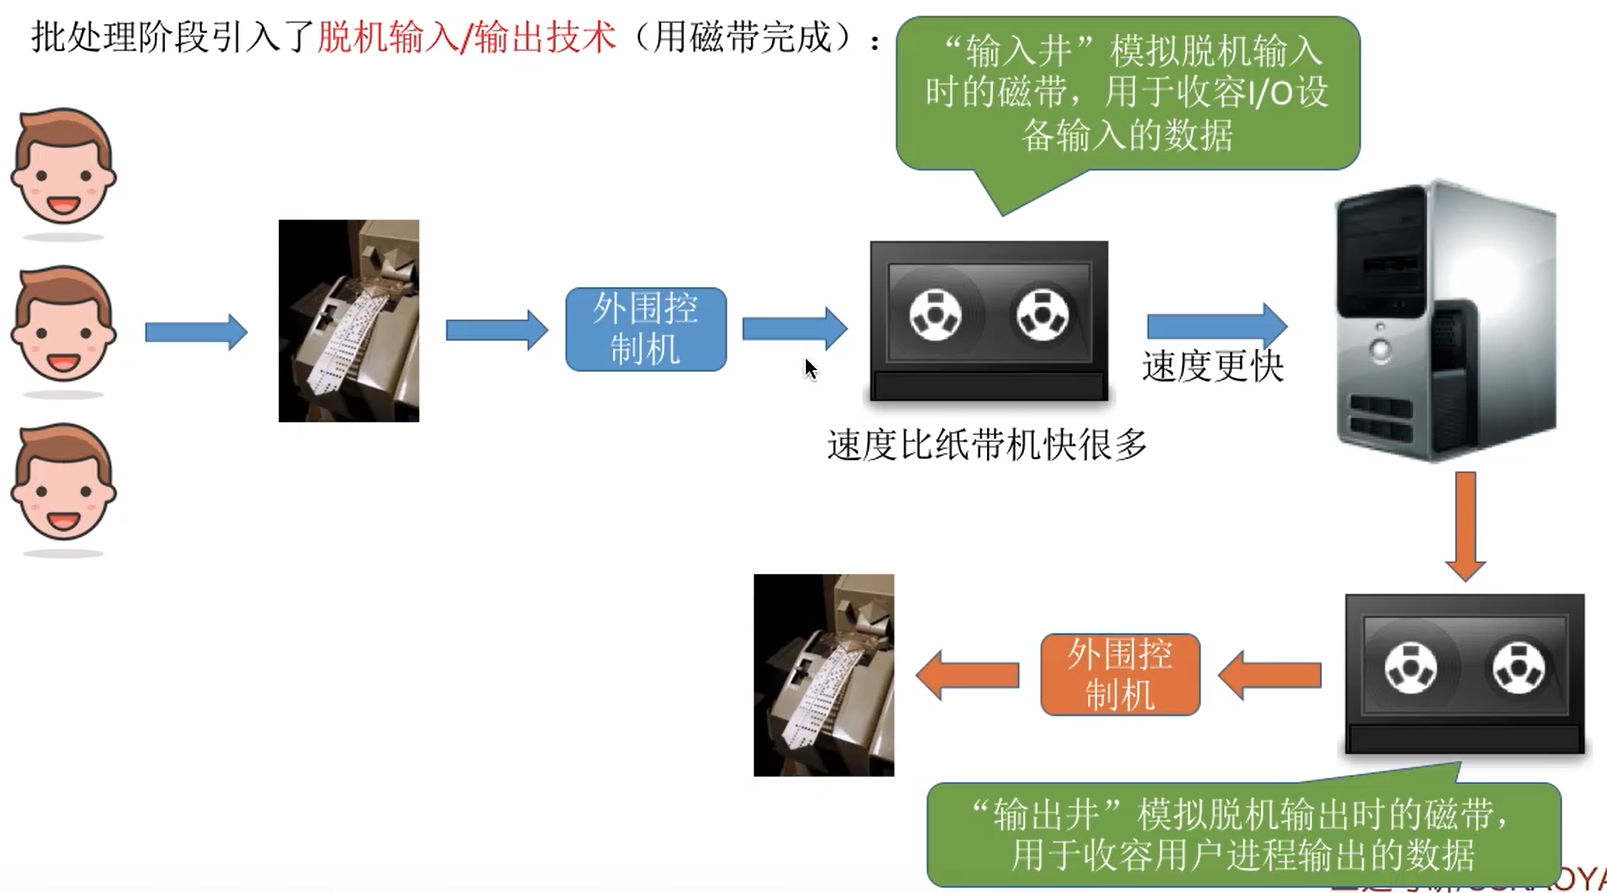 批处理阶段引入了脱机输入/输出技术（用磁带完成）：
“输入井”模拟脱机输入
时的磁带，用于收容I/O设
备输入的数据
外围控
制机
速度更快
速度比纸带机快很多
外围控
制机
“输出井”模拟脱机输出时的磁带，
用于收容用户进程输出的数据